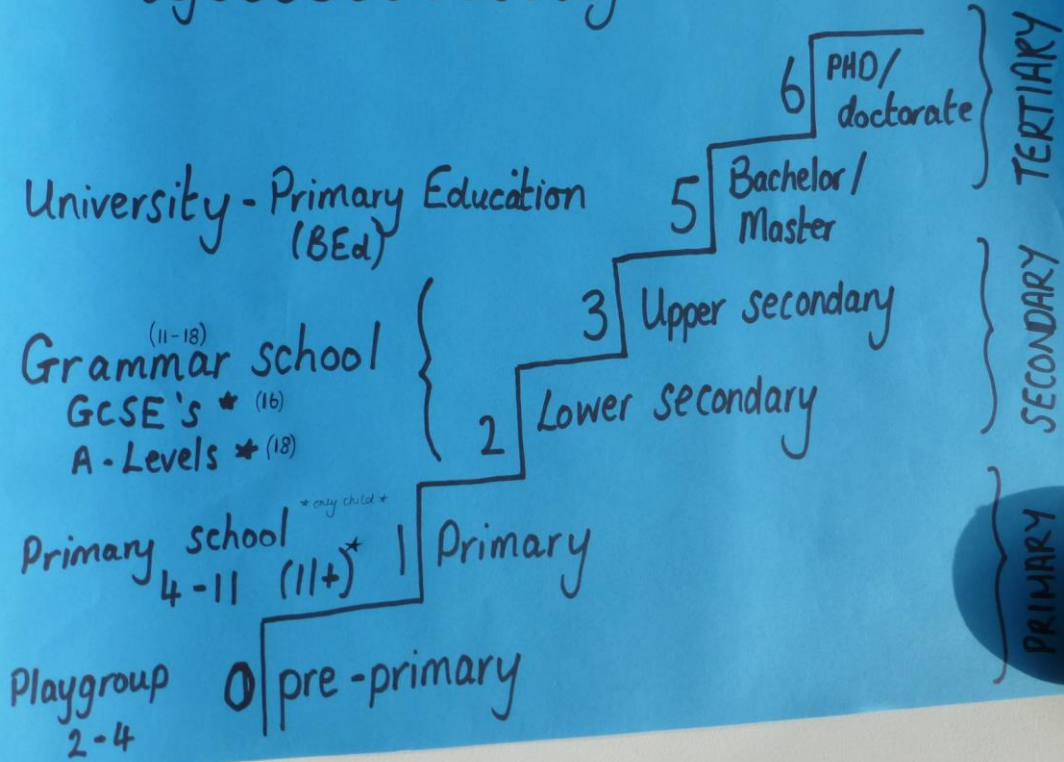 6 PHD/
doctorate
TERTIARY
University - Primary Education
(BEd)
5 Bachelor/
Master
(11-18)
Grammar school
GCSE's * (16)
A-Levels * (18)
3 Upper secondary
2 Lower secondary
SECONDARY
*only child*
Primary school
4-11 (11+)*
1 Primary
PRIMARY
Playgroup
2-4
0 pre-primary